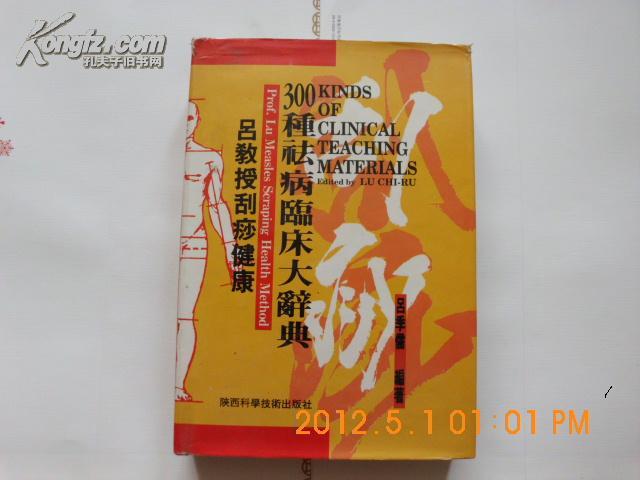 Kongfz.com
孔夫子旧书网
300種祛病臨床大辭典
KINDS
OF
CLINICAL
TEACHING
MATERIALS
Edited by LU CHI-RU
Prof. Lu Measles Scraping Health Method
呂教授刮痧健康
刮痧
呂季儒 編著
陝西科學技術出版社
2012.5.1 01:01 PM